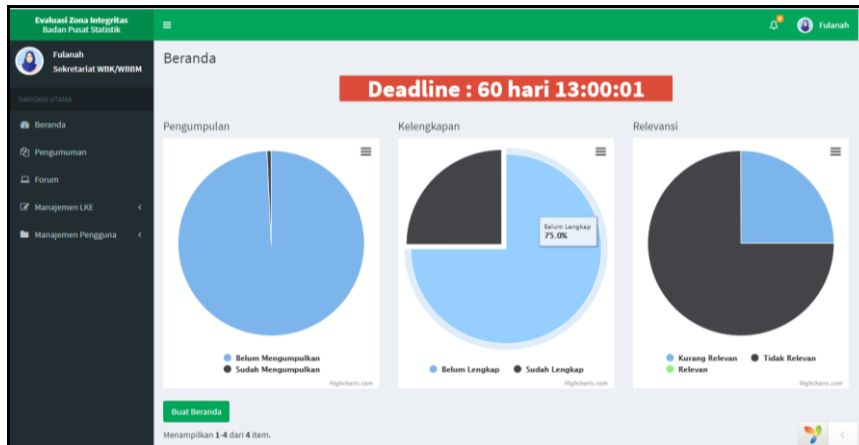 Evaluasi Zona Integritas
Badan Pusat Statistik
Fulanah
Fulanah
Sekretariat WBK/WBBM
NAVIGASI UTAMA
Beranda
Pengumuman
Forum
Manajemen LKE
Manajemen Pengguna
Beranda
Deadline : 60 hari 13:00:01
Pengumpulan
Belum Mengumpulkan
Sudah Mengumpulkan
Highcharts.com
Kelengkapan
Belum Lengkap
75.0%
Belum Lengkap Sudah Lengkap
Highcharts.com
Relevansi
Kurang Relevan Tidak Relevan
Relevan
Highcharts.com
Buat Beranda
Menampilkan 1-4 dari 4 item.